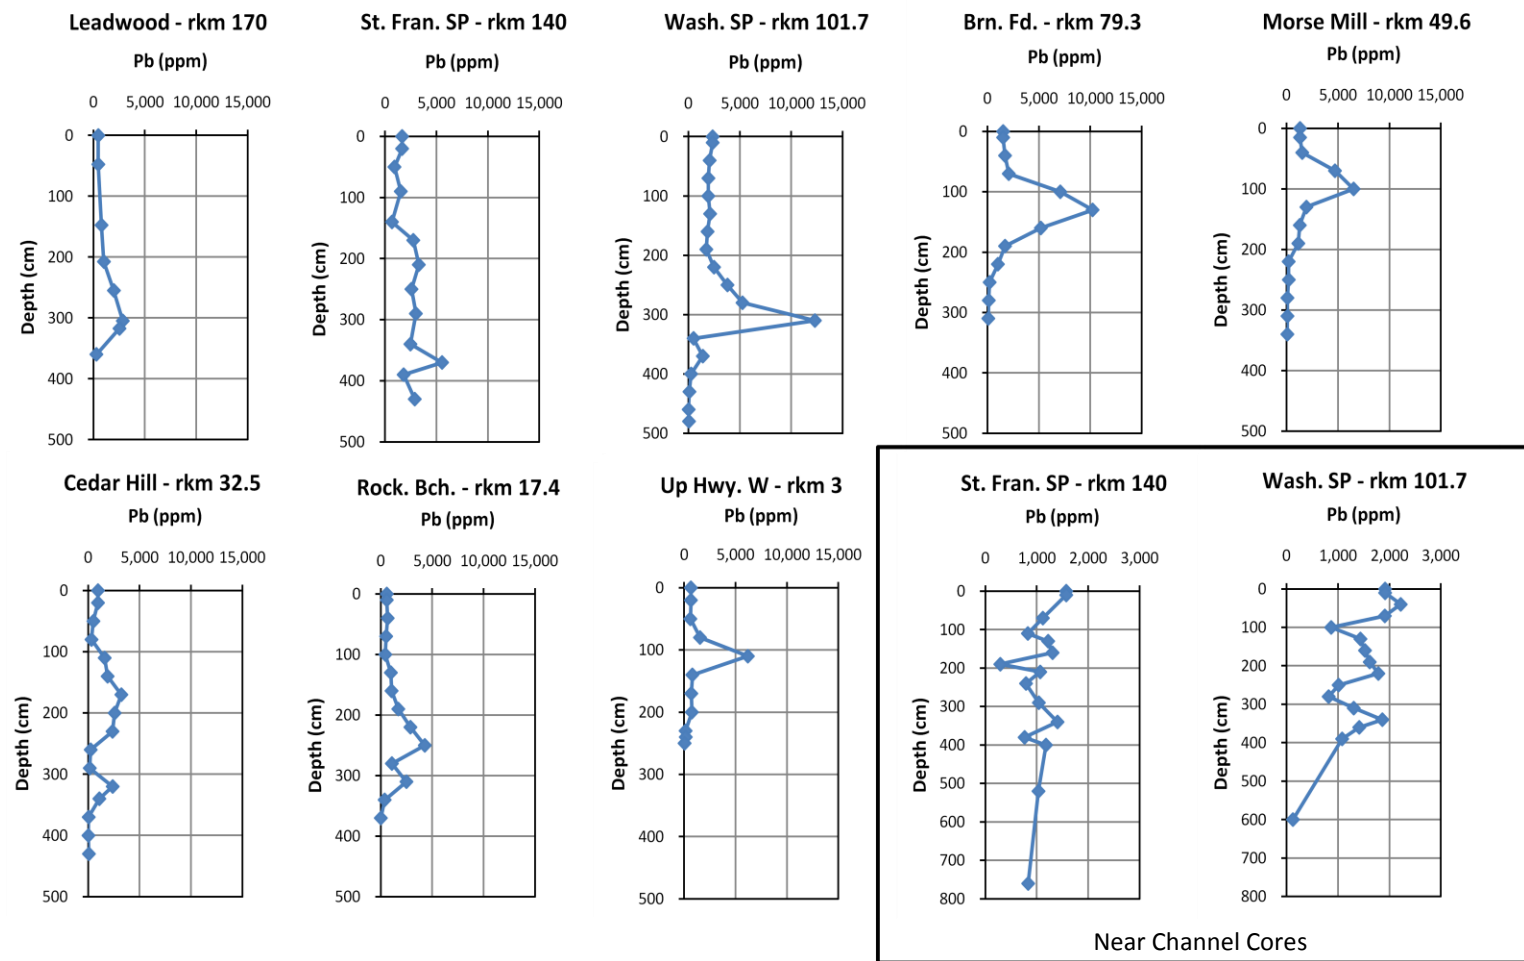 Leadwood - rkm 170
Pb (ppm)
0 5,000 10,000 15,000
0
100
200
300
400
500
Depth (cm)
St. Fran. SP - rkm 140
Pb (ppm)
0 5,000 10,000 15,000
0
100
200
300
400
500
Depth (cm)
Wash. SP - rkm 101.7
Pb (ppm)
0 5,000 10,000 15,000
0
100
200
300
400
500
Depth (cm)
Brn. Fd. - rkm 79.3
Pb (ppm)
0 5,000 10,000 15,000
0
100
200
300
400
500
Depth (cm)
Morse Mill - rkm 49.6
Pb (ppm)
0 5,000 10,000 15,000
0
100
200
300
400
500
Depth (cm)
Cedar Hill - rkm 32.5
Pb (ppm)
0 5,000 10,000 15,000
0
100
200
300
400
500
Depth (cm)
Rock. Bch. - rkm 17.4
Pb (ppm)
0 5,000 10,000 15,000
0
100
200
300
400
500
Depth (cm)
Up Hwy. W - rkm 3
Pb (ppm)
0 5,000 10,000 15,000
0
100
200
300
400
500
Depth (cm)
St. Fran. SP - rkm 140
Pb (ppm)
0 1,000 2,000 3,000
0
100
200
300
400
500
600
700
800
Depth (cm)
Wash. SP - rkm 101.7
Pb (ppm)
0 1,000 2,000 3,000
0
100
200
300
400
500
600
700
800
Depth (cm)
Near Channel Cores